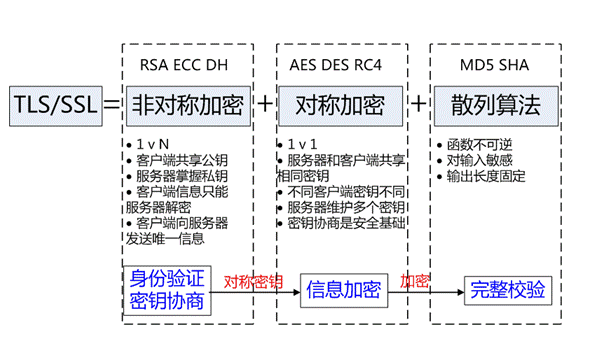 RSA ECC DH
AES DES RC4
MD5 SHA
TLS/SSL = 非对称加密 + 对称加密 + 散列算法
• 1 v N
• 客户端共享公钥
• 服务器掌握私钥
• 客户端信息只能
服务器解密
• 客户端向服务器
发送唯一信息
• 1 v 1
• 服务器和客户端共享
相同密钥
• 不同客户端密钥不同
• 服务器维护多个密钥
• 密钥协商是安全基础
• 函数不可逆
• 对输入敏感
• 输出长度固定
身份验证
密钥协商
对称密钥
信息加密
加密
完整校验